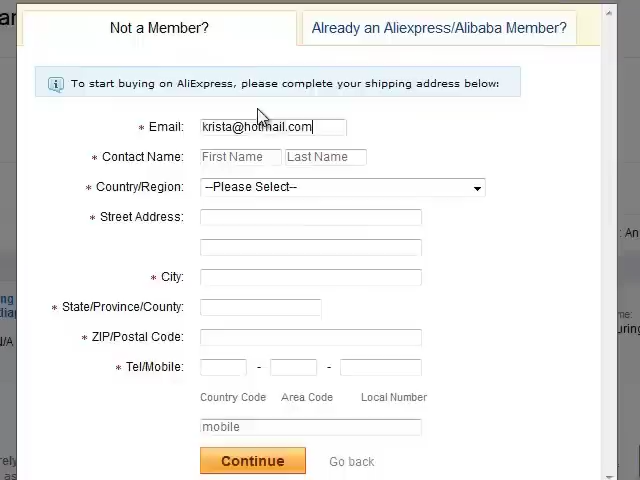 Not a Member?
Already an Aliexpress/Alibaba Member?
To start buying on AliExpress, please complete your shipping address below:
* Email: krista@hotmail.com
* Contact Name: First Name Last Name
* Country/Region: --Please Select--
* Street Address:
* City:
* State/Province/County:
* ZIP/Postal Code:
* Tel/Mobile: - -
Country Code Area Code Local Number
mobile
Continue Go back